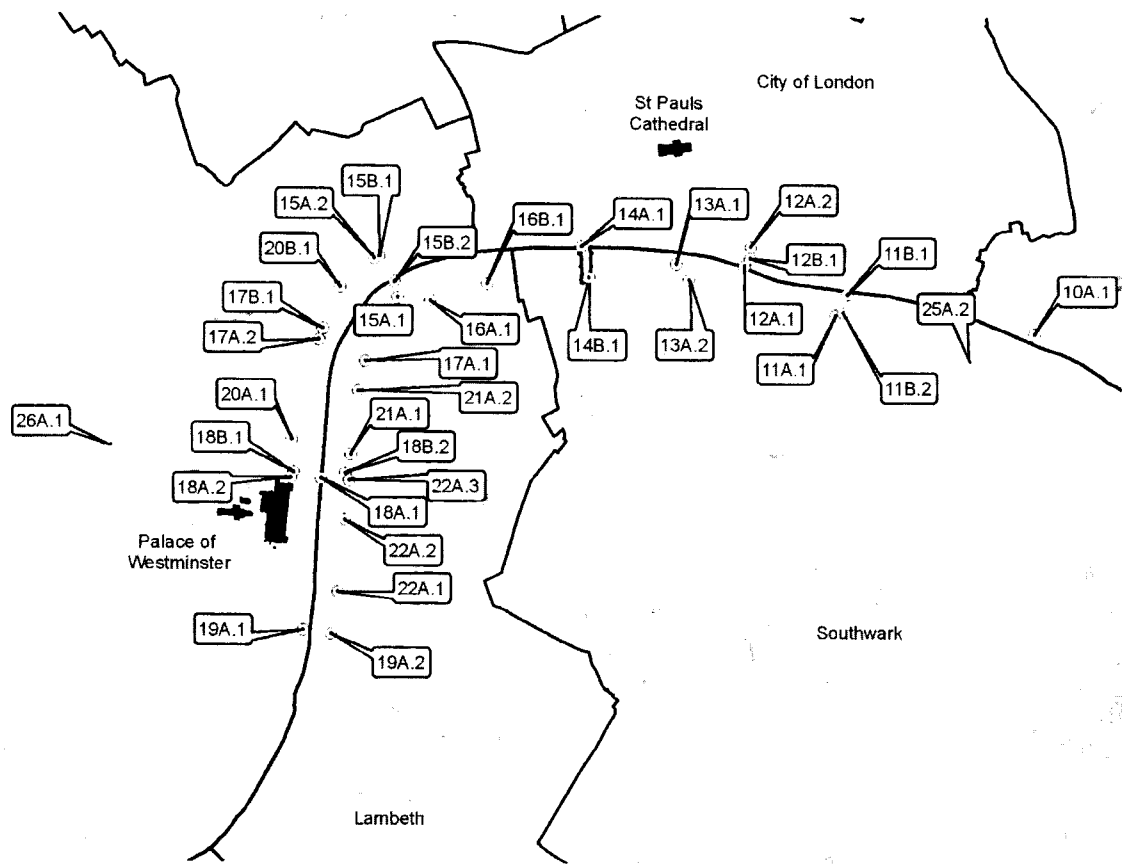 City of London
St Pauls
Cathedral
15B.1
15A.2
16B.1
14A.1
13A.1
12A.2
20B.1
15B.2
12B.1
11B.1
17B.1
15A.1
16A.1
12A.1
25A.2
10A.1
17A.2
17A.1
14B.1
13A.2
11A.1
11B.2
20A.1
21A.2
26A.1
21A.1
18B.1
18B.2
18A.2
22A.3
18A.1
Palace of
Westminster
22A.2
22A.1
19A.1
19A.2
Southwark
Lambeth